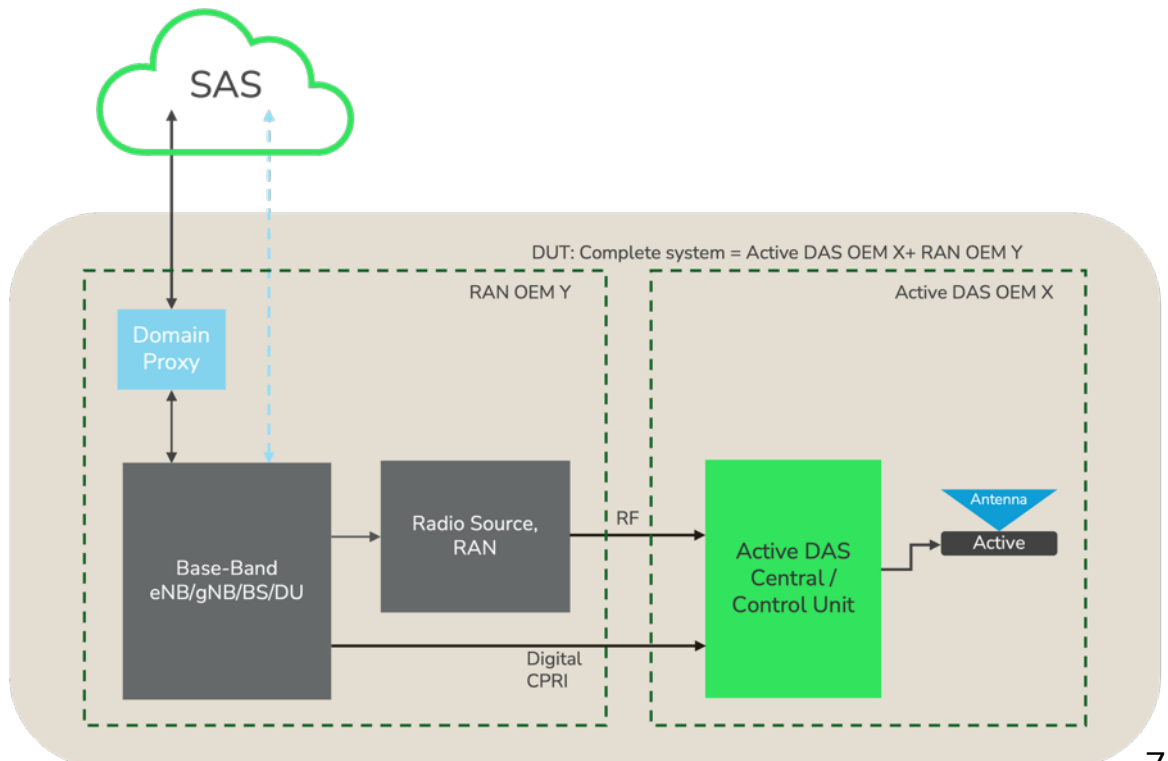 SAS
DUT: Complete system = Active DAS OEM X+ RAN OEM Y
RAN OEM Y
Active DAS OEM X
Domain
Proxy
Base-Band
eNB/gNB/BS/DU
Radio Source,
RAN
RF
Digital
CPRI
Active DAS
Central /
Control Unit
Antenna
Active